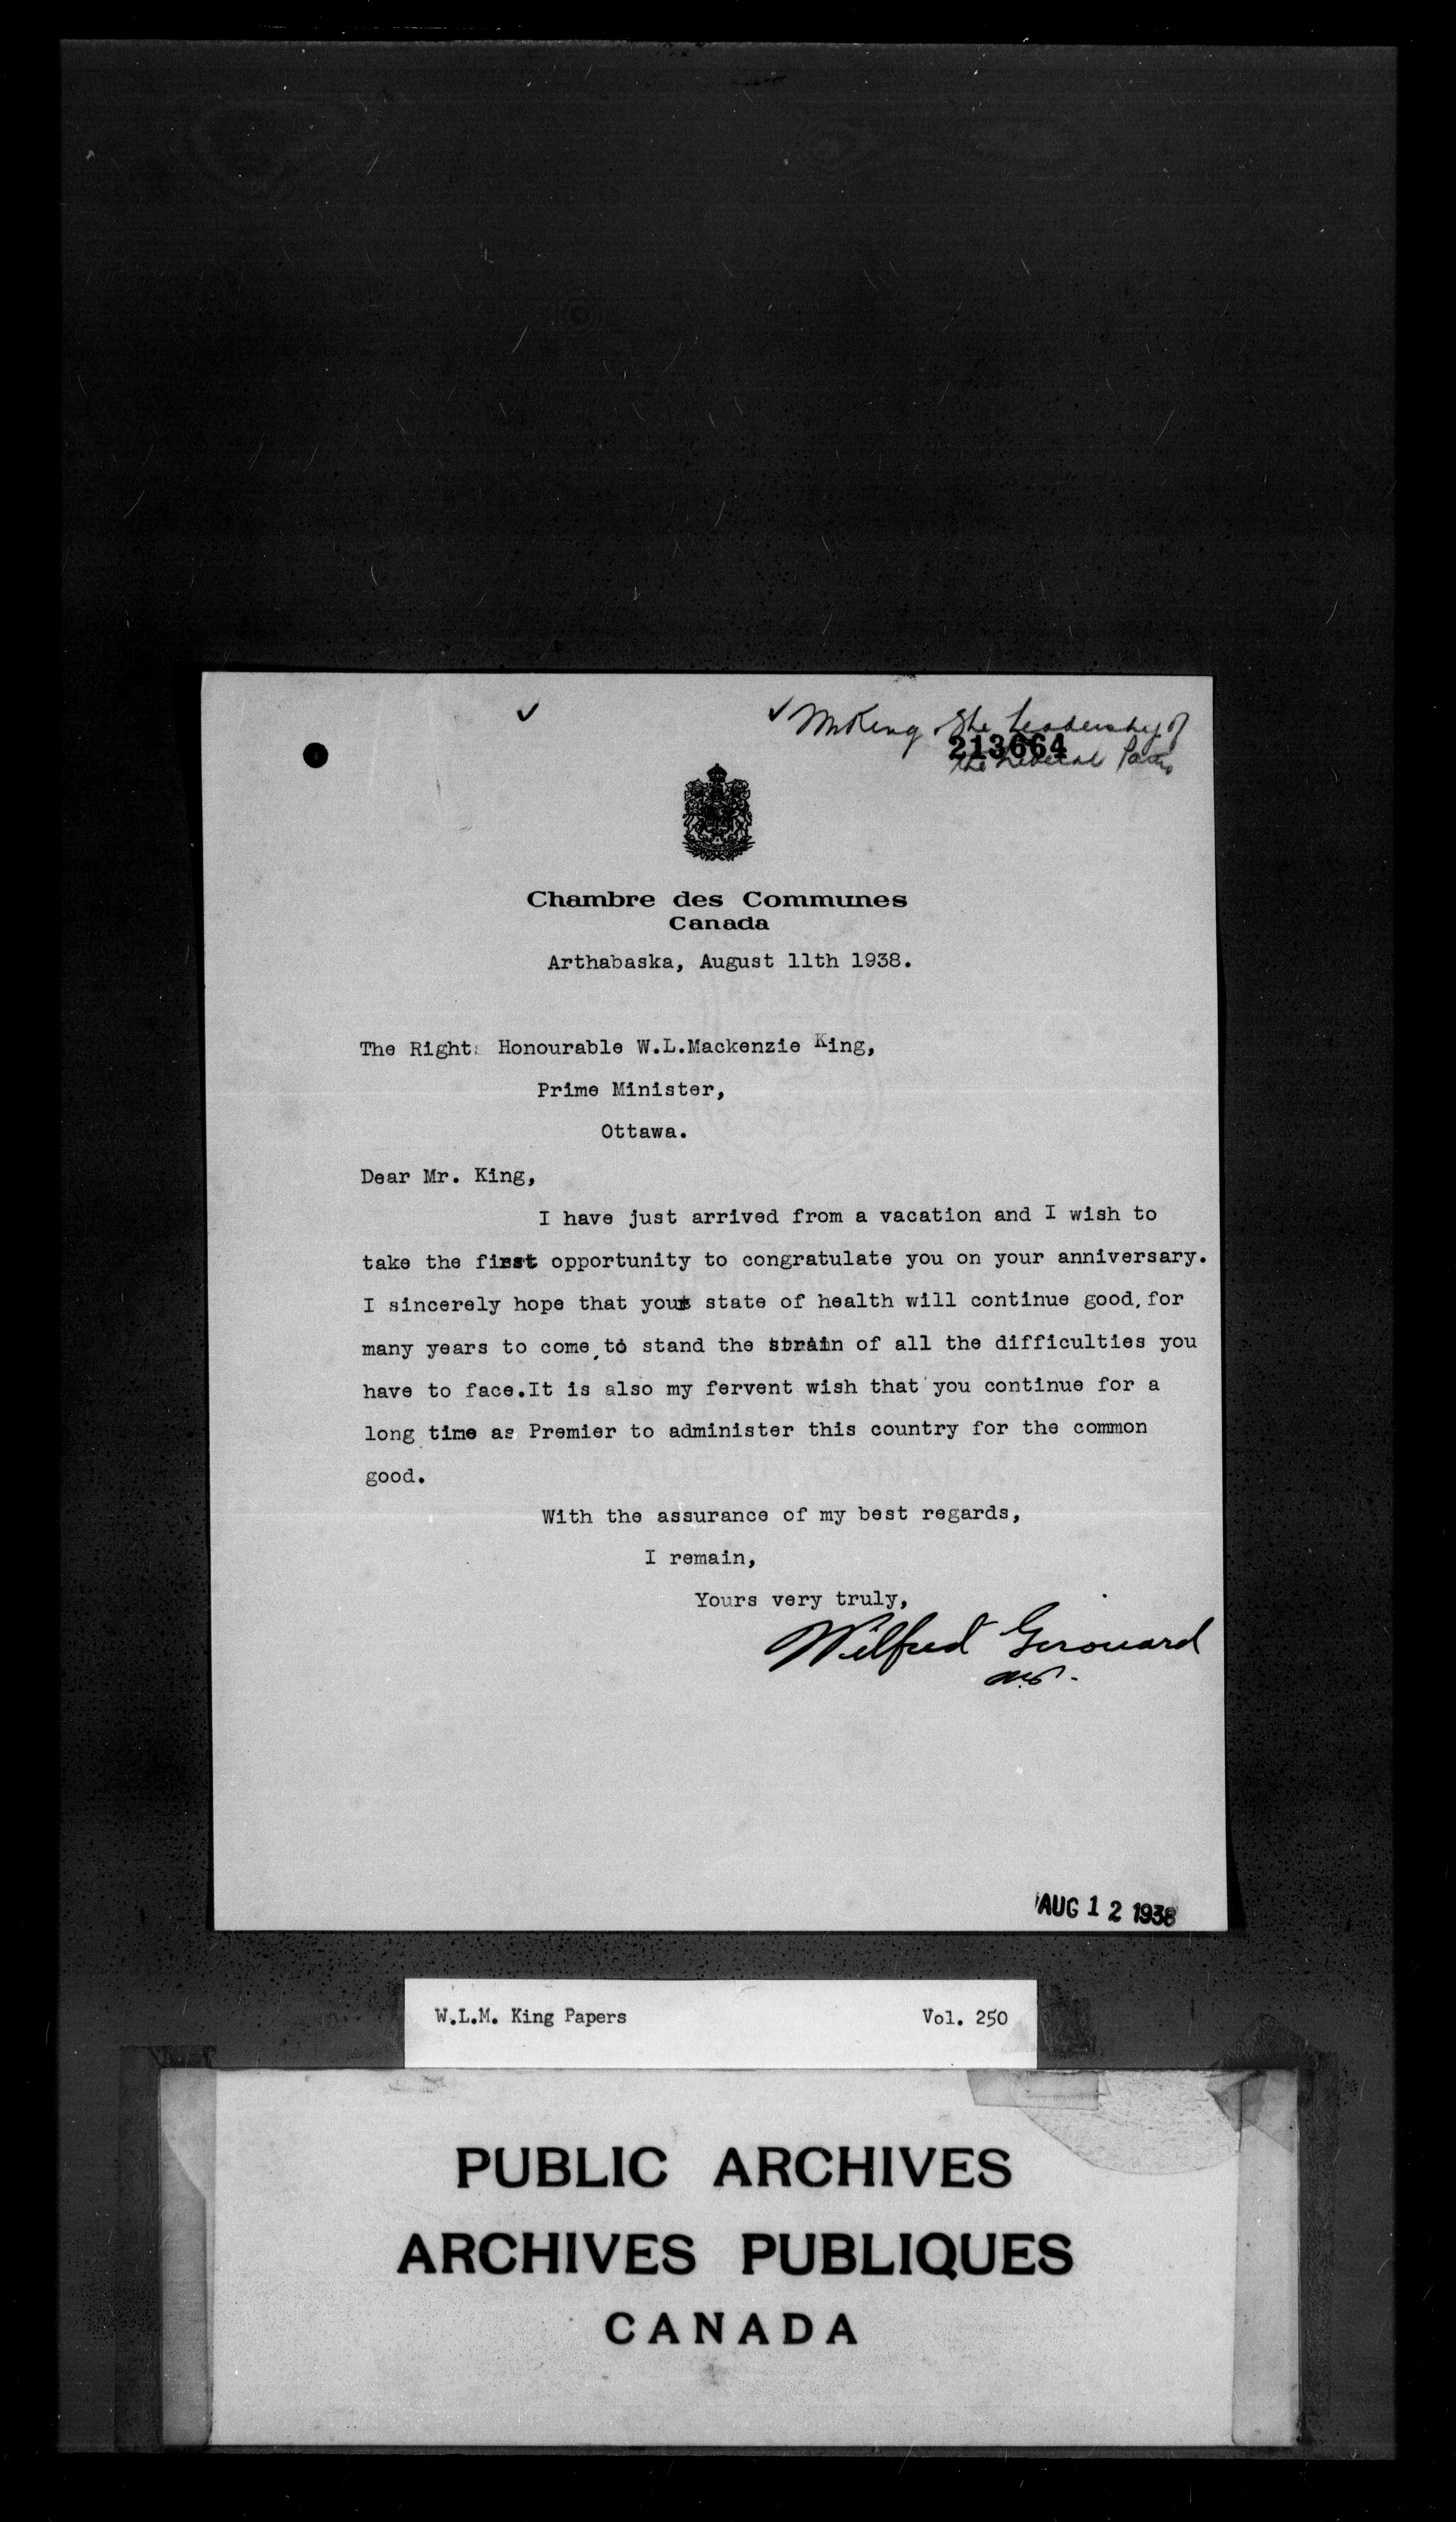 ✓ ✓ Mr King The Leadership of
213664
the Liberal Party
Chambre des Communes
Canada
Arthabaska, August 11th 1938.
The Right Honourable W.L.Mackenzie King,
Prime Minister,
Ottawa.
Dear Mr. King,
I have just arrived from a vacation and I wish to
take the first opportunity to congratulate you on your anniversary.
I sincerely hope that your state of health will continue good, for
many years to come, to stand the strain of all the difficulties you
have to face.It is also my fervent wish that you continue for a
long time as Premier to administer this country for the common
good.
With the assurance of my best regards,
I remain,
Yours very truly,
Wilfred Girouard
AUG 12 1938
W.L.M. King Papers Vol. 250
PUBLIC ARCHIVES
ARCHIVES PUBLIQUES
CANADA